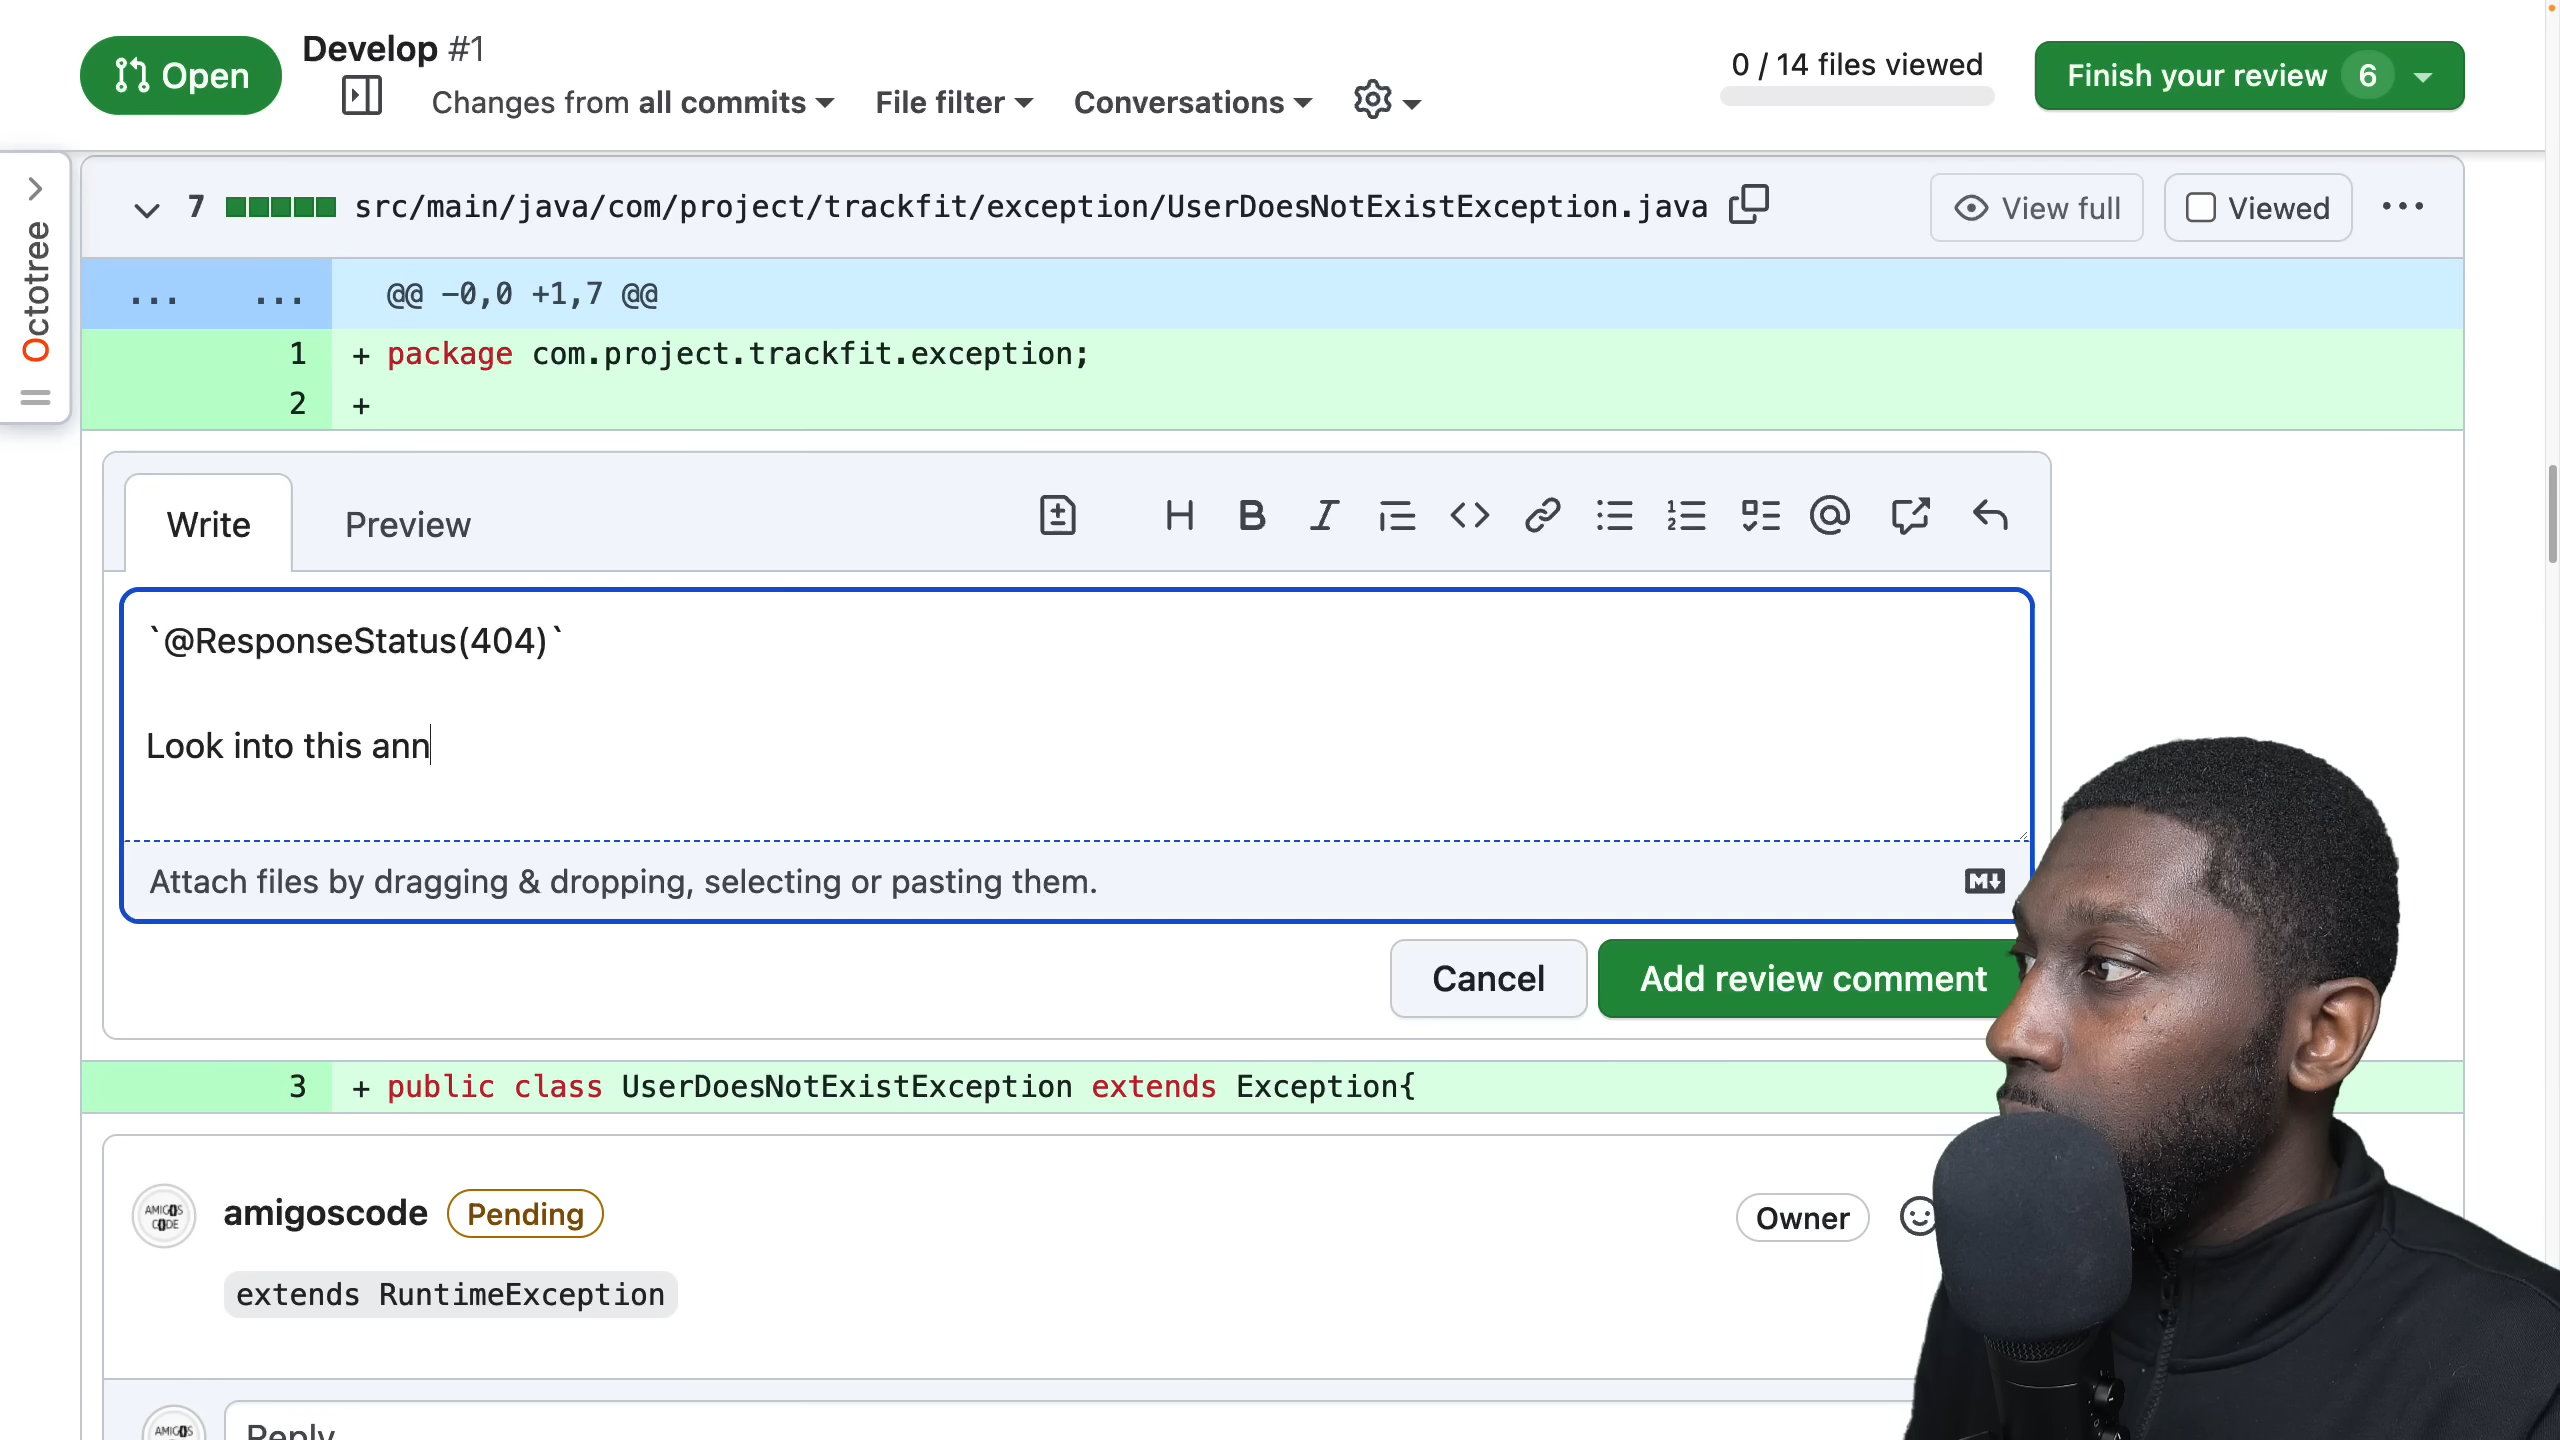 Open
Develop #1
Changes from all commits
File filter
Conversations
0 / 14 files viewed
Finish your review 6
Octotree
7 src/main/java/com/project/trackfit/exception/UserDoesNotExistException.java
View full
Viewed
... ... @@ -0,0 +1,7 @@
1 + package com.project.trackfit.exception;
2 +
Write
Preview
`@ResponseStatus(404)`
Look into this ann
Attach files by dragging & dropping, selecting or pasting them.
Cancel
Add review comment
3 + public class UserDoesNotExistException extends Exception{
AMIGOS
CODE
amigoscode
Pending
Owner
extends RuntimeException
AMIGOS
Reply